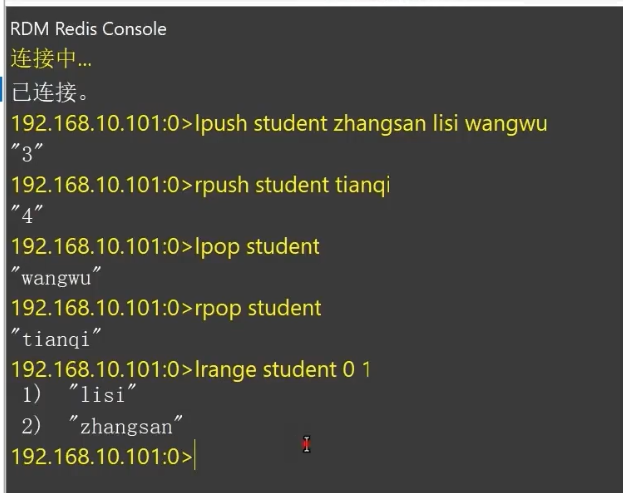 RDM Redis Console
连接中...
已连接。
192.168.10.101:0>lpush student zhangsan lisi wangwu
"3"
192.168.10.101:0>rpush student tianqi
"4"
192.168.10.101:0>lpop student
"wangwu"
192.168.10.101:0>rpop student
"tianqi"
192.168.10.101:0>lrange student 0 1
1) "lisi"
2) "zhangsan"
192.168.10.101:0>